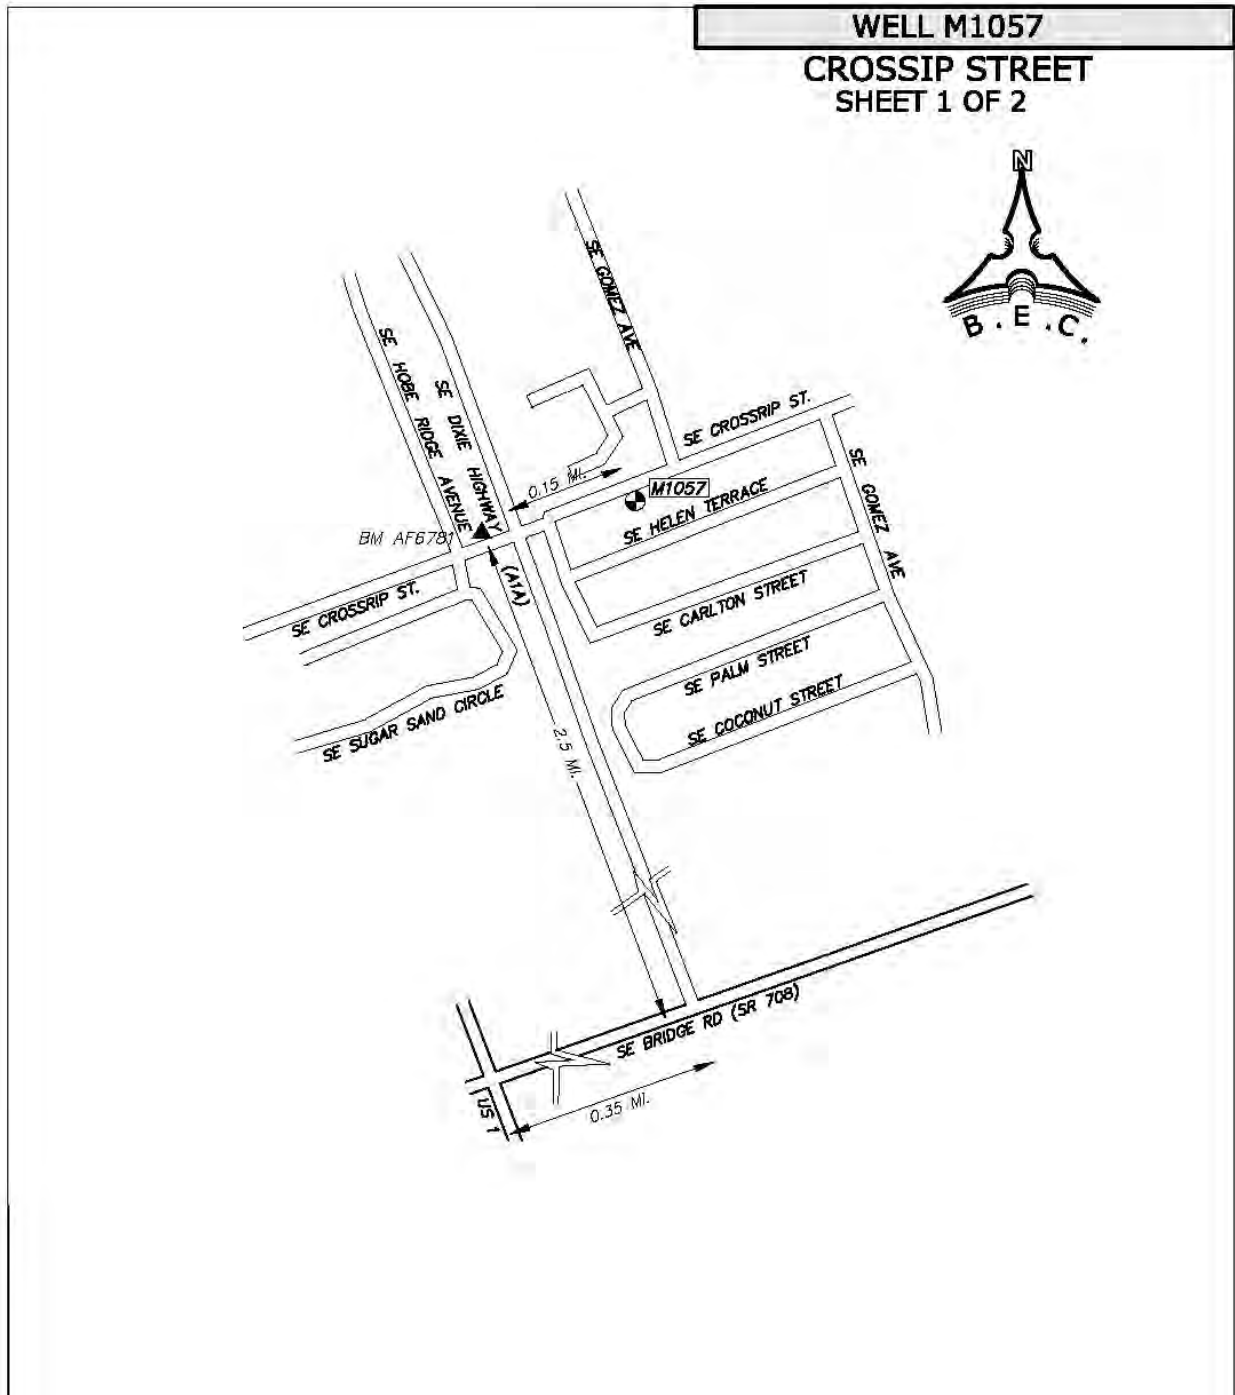 WELL M1057
CROSSIP STREET
SHEET 1 OF 2
N
B . E . C .
SE GOMEZ AVE
SE HOBE RIDGE AVENUE
SE DIXIE HIGHWAY
SE CROSSRIP ST.
SE GOMEZ AVE
0.15 MI.
M1057
SE HELEN TERRACE
BM AF6781
(A1A)
SE CROSSRIP ST.
SE CARLTON STREET
SE PALM STREET
SE COCONUT STREET
SE SUGAR SAND CIRCLE
2.5 MI.
SE BRIDGE RD (SR 708)
US 1
0.35 MI.